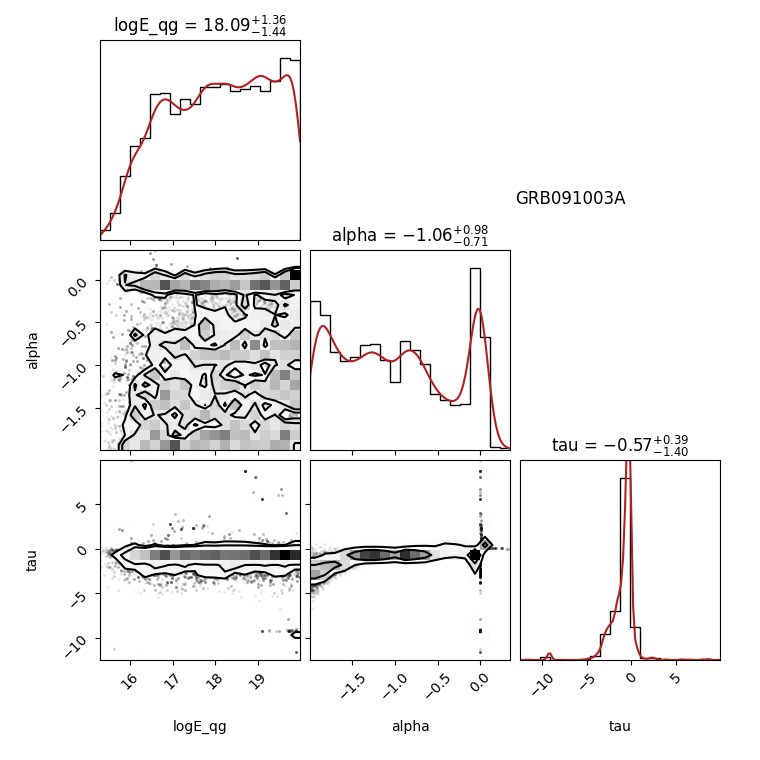 logE_qg = 18.09^{+1.36}_{−1.44}
GRB091003A
alpha = −1.06^{+0.98}_{−0.71}
0.0
−0.5
−1.0
−1.5
alpha
tau = −0.57^{+0.39}_{−1.40}
5
0
−5
−10
tau
16 17 18 19
−1.5 −1.0 −0.5 0.0
−10 −5 0 5
logE_qg alpha tau